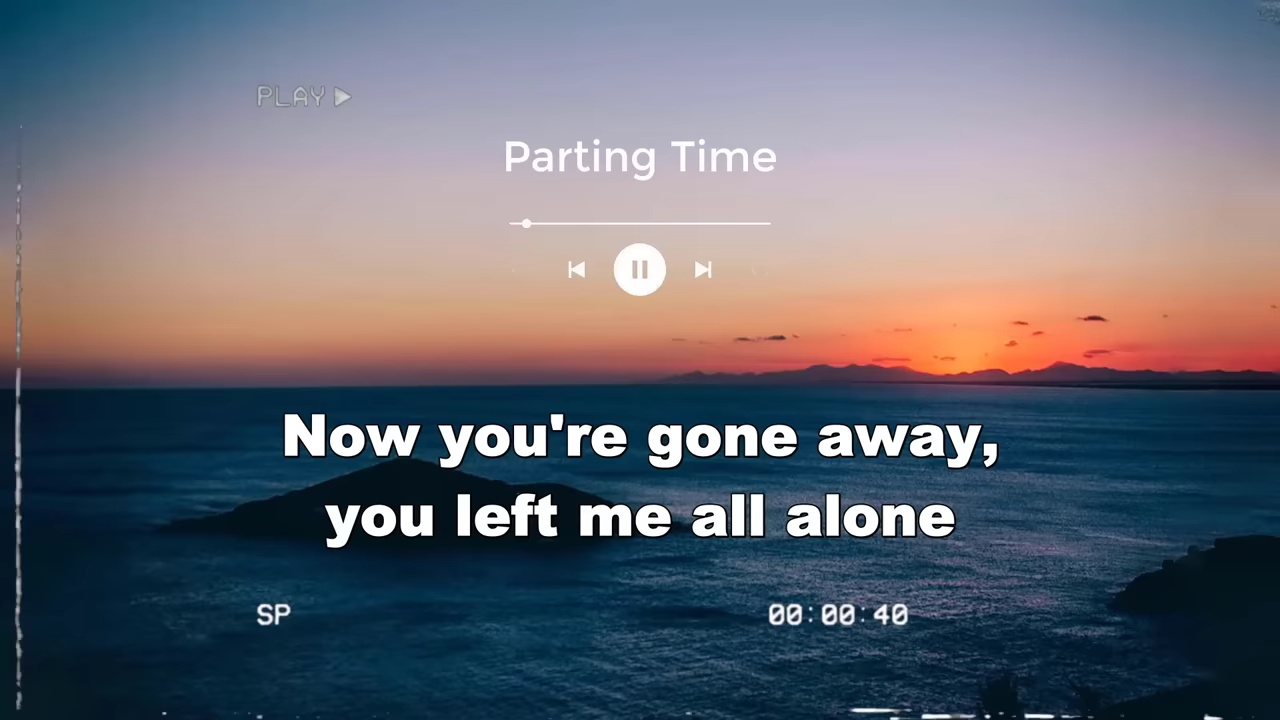 PLAY
Parting Time
Now you're gone away,
you left me all alone
SP
00:00:40